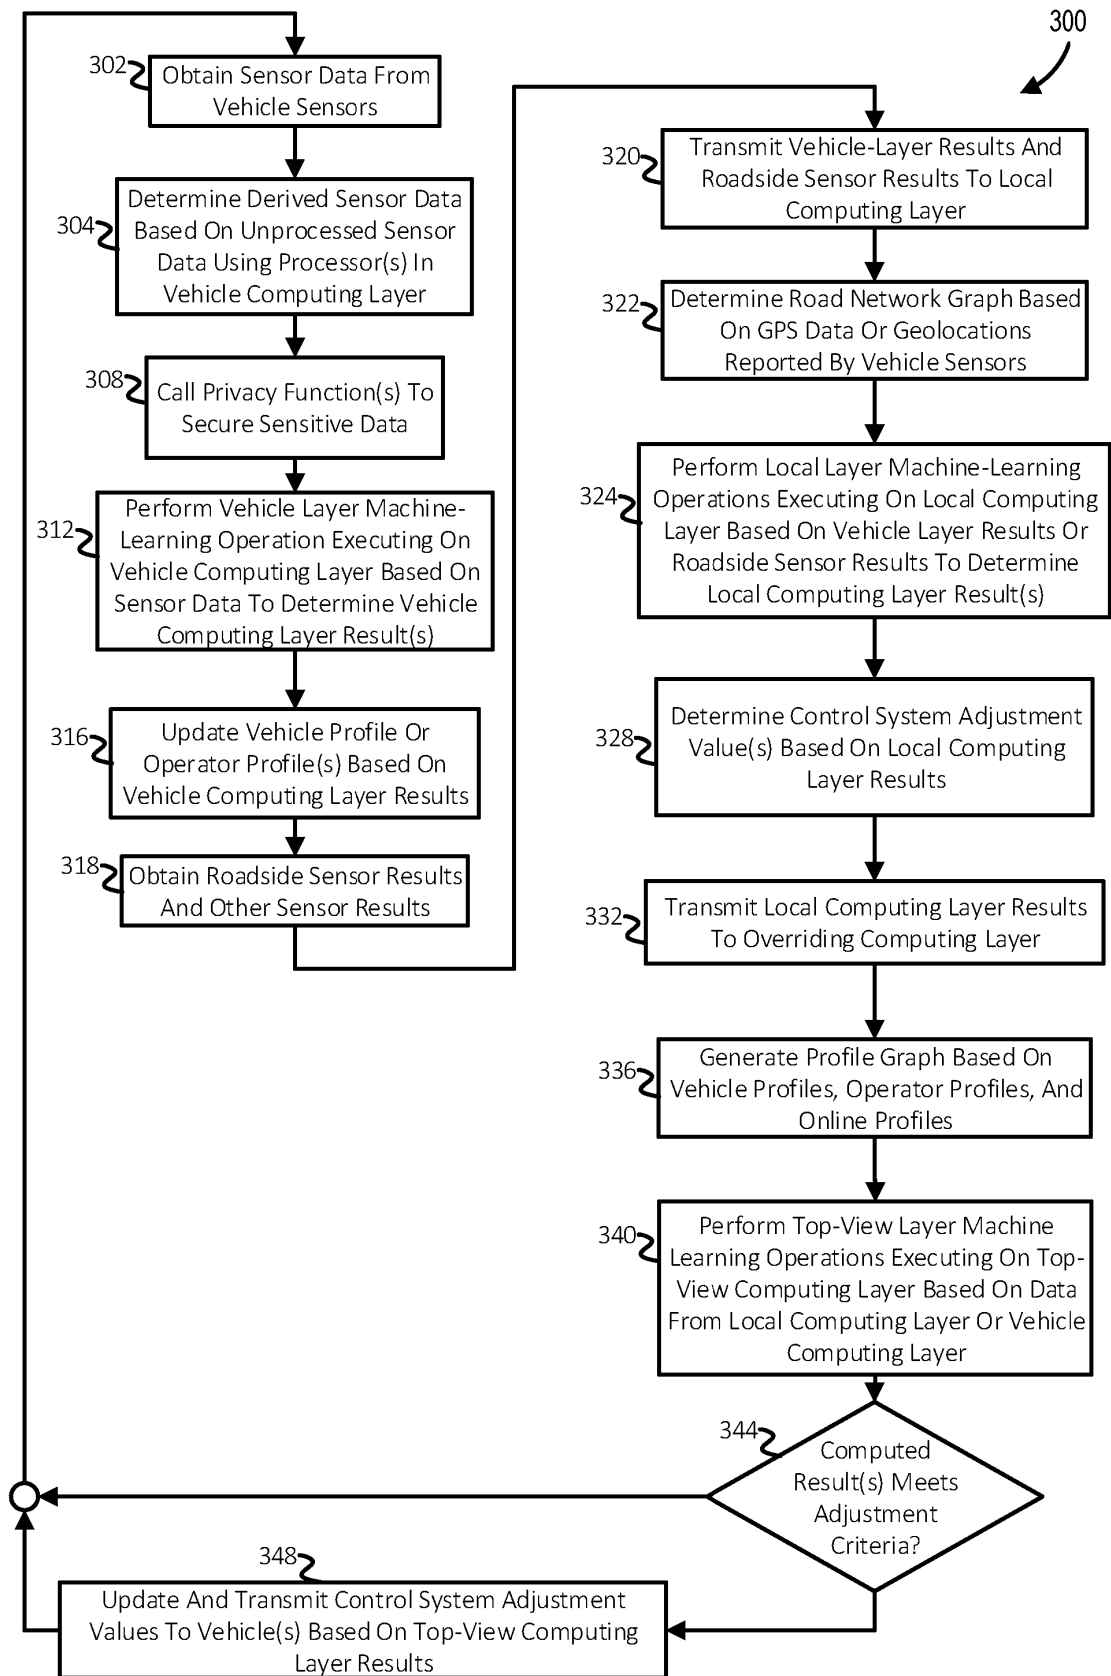 300
302
Obtain Sensor Data From
Vehicle Sensors
304
Determine Derived Sensor Data
Based On Unprocessed Sensor
Data Using Processor(s) In
Vehicle Computing Layer
308
Call Privacy Function(s) To
Secure Sensitive Data
312
Perform Vehicle Layer Machine-
Learning Operation Executing On
Vehicle Computing Layer Based On
Sensor Data To Determine Vehicle
Computing Layer Result(s)
316
Update Vehicle Profile Or
Operator Profile(s) Based On
Vehicle Computing Layer Results
318
Obtain Roadside Sensor Results
And Other Sensor Results
320
Transmit Vehicle-Layer Results And
Roadside Sensor Results To Local
Computing Layer
322
Determine Road Network Graph Based
On GPS Data Or Geolocations
Reported By Vehicle Sensors
324
Perform Local Layer Machine-Learning
Operations Executing On Local Computing
Layer Based On Vehicle Layer Results Or
Roadside Sensor Results To Determine
Local Computing Layer Result(s)
328
Determine Control System Adjustment
Value(s) Based On Local Computing
Layer Results
332
Transmit Local Computing Layer Results
To Overriding Computing Layer
336
Generate Profile Graph Based On
Vehicle Profiles, Operator Profiles, And
Online Profiles
340
Perform Top-View Layer Machine
Learning Operations Executing On Top-
View Computing Layer Based On Data
From Local Computing Layer Or Vehicle
Computing Layer
344
Computed
Result(s) Meets
Adjustment
Criteria?
348
Update And Transmit Control System Adjustment
Values To Vehicle(s) Based On Top-View Computing
Layer Results